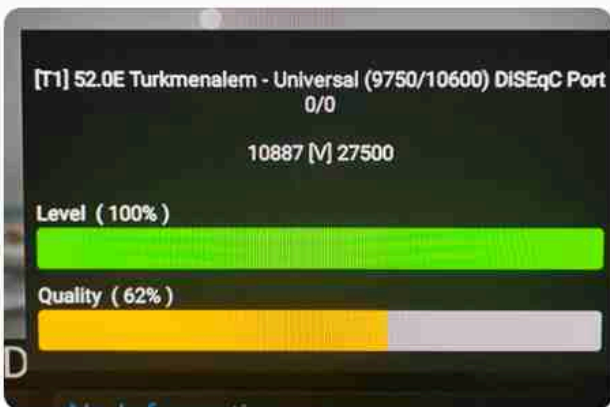 [T1] 52.0E Turkmenalem - Universal (9750/10600) DiSEqC Port
0/0
10887 [V] 27500
Level ( 100% )
Quality ( 62% )
D